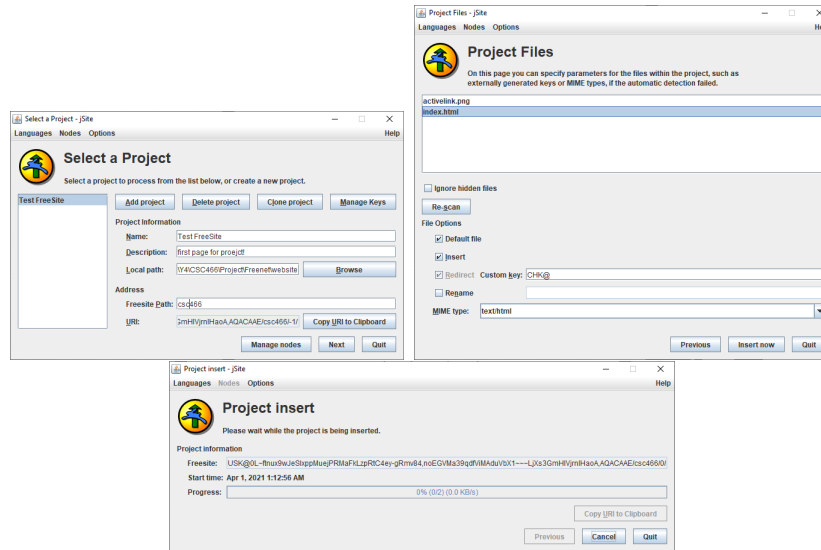 Select a Project - jSite
Languages Nodes Options Help
Select a Project
Select a project to process from the list below, or create a new project.
Test FreeSite
Add project Delete project Clone project Manage Keys
Project Information
Name: Test FreeSite
Description: first page for proejctf
Local path: \Y4\CSC466\Project\Freenet\website Browse
Address
Freesite Path: csc466
URI: GmHIVjrnIHaoA,AQACAAE/csc466/-1/ Copy URI to Clipboard
Manage nodes Next Quit
Project Files - jSite
Languages Nodes Options He
Project Files
On this page you can specify parameters for the files within the project, such as
externally generated keys or MIME types, if the automatic detection failed.
activelink.png
index.html
Ignore hidden files
Re-scan
File Options
Default file
Insert
Redirect Custom key: CHK@
Rename
MIME type: text/html
Previous Insert now Quit
Project insert - jSite
Languages Nodes Options Help
Project insert
Please wait while the project is being inserted.
Project information
Freesite: USK@0L~ftnux9wJeSlxppMuejPRMaFkLzpRtC4ey-gRmv84,noEGVMa39qdfViMAduVbX1~~~LjXs3GmHIVjrnIHaoA,AQACAAE/csc466/0/
Start time: Apr 1, 2021 1:12:56 AM
Progress: 0% (0/2) (0.0 KB/s)
Copy URI to Clipboard
Previous Cancel Quit